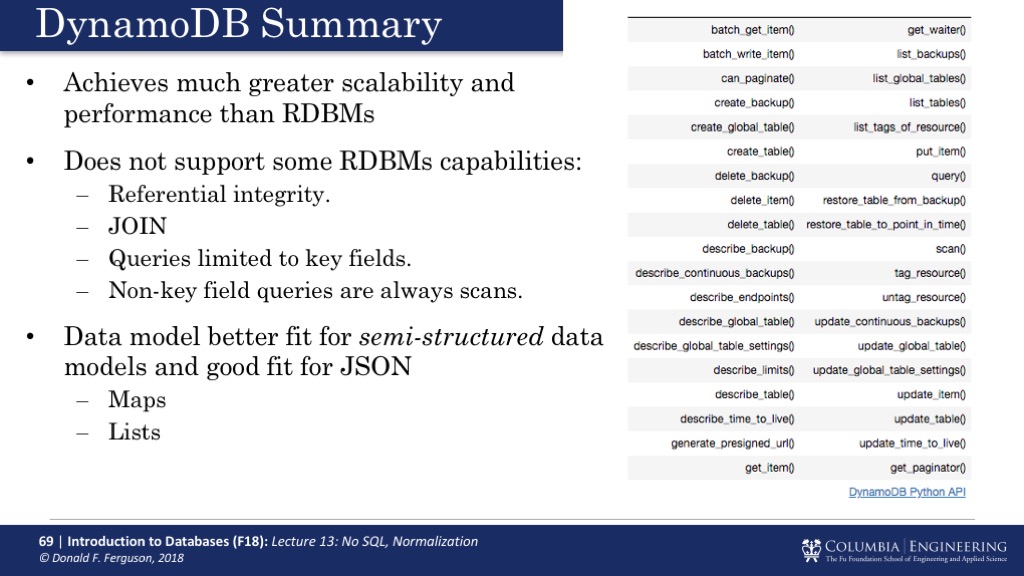 DynamoDB Summary
• Achieves much greater scalability and
performance than RDBMs
• Does not support some RDBMs capabilities:
– Referential integrity.
– JOIN
– Queries limited to key fields.
– Non-key field queries are always scans.
• Data model better fit for semi-structured data
models and good fit for JSON
– Maps
– Lists
batch_get_item() get_waiter()
batch_write_item() list_backups()
can_paginate() list_global_tables()
create_backup() list_tables()
create_global_table() list_tags_of_resource()
create_table() put_item()
delete_backup() query()
delete_item() restore_table_from_backup()
delete_table() restore_table_to_point_in_time()
describe_backup() scan()
describe_continuous_backups() tag_resource()
describe_endpoints() untag_resource()
describe_global_table() update_continuous_backups()
describe_global_table_settings() update_global_table()
describe_limits() update_global_table_settings()
describe_table() update_item()
describe_time_to_live() update_table()
generate_presigned_url() update_time_to_live()
get_item() get_paginator()
DynamoDB Python API
69 | Introduction to Databases (F18): Lecture 13: No SQL, Normalization
© Donald F. Ferguson, 2018
COLUMBIA | ENGINEERING
The Fu Foundation School of Engineering and Applied Science